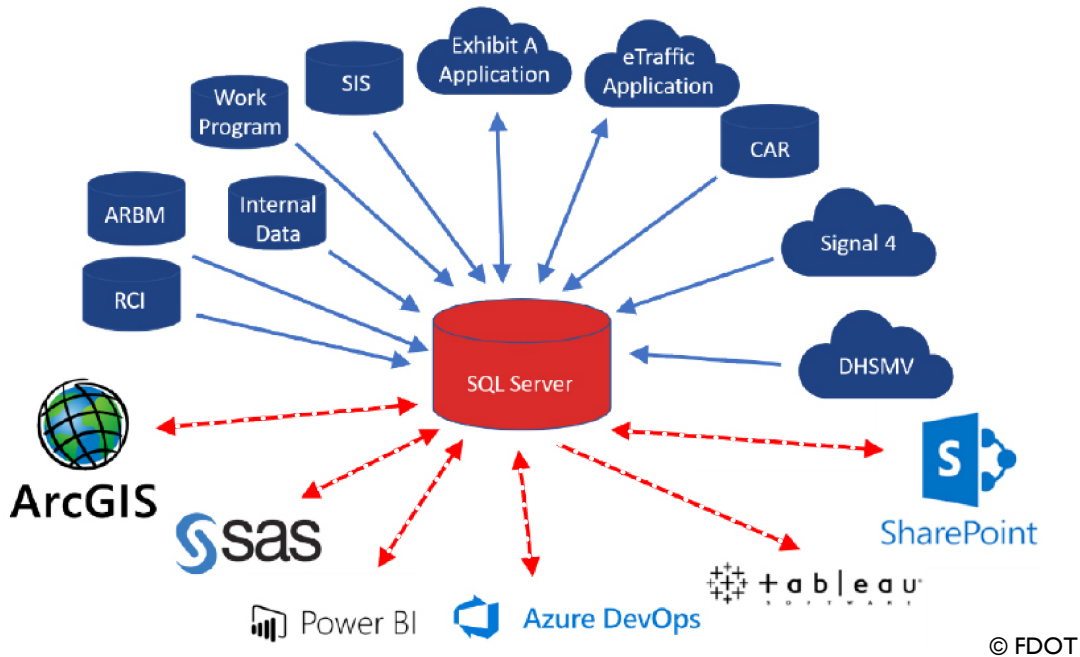 Exhibit A
Application
eTraffic
Application
SIS
Work
Program
CAR
ARBM
Internal
Data
Signal 4
RCI
DHSMV
SQL Server
ArcGIS
S
SharePoint
sas
tableau
SOFTWARE
Power BI
Azure DevOps
© FDOT